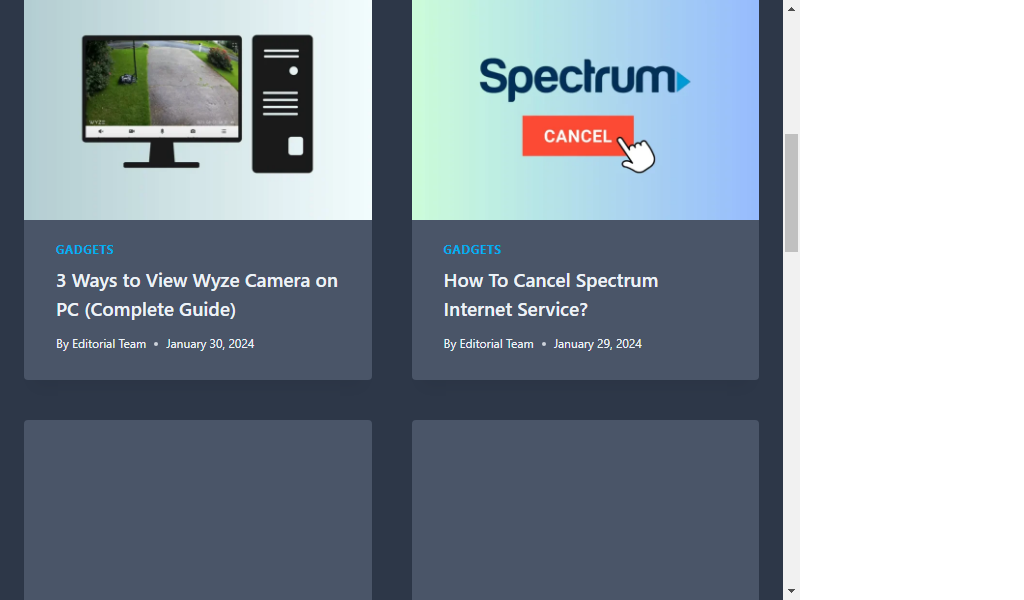 WYZE
Spectrum
CANCEL
GADGETS
3 Ways to View Wyze Camera on
PC (Complete Guide)
By Editorial Team • January 30, 2024
GADGETS
How To Cancel Spectrum
Internet Service?
By Editorial Team • January 29, 2024